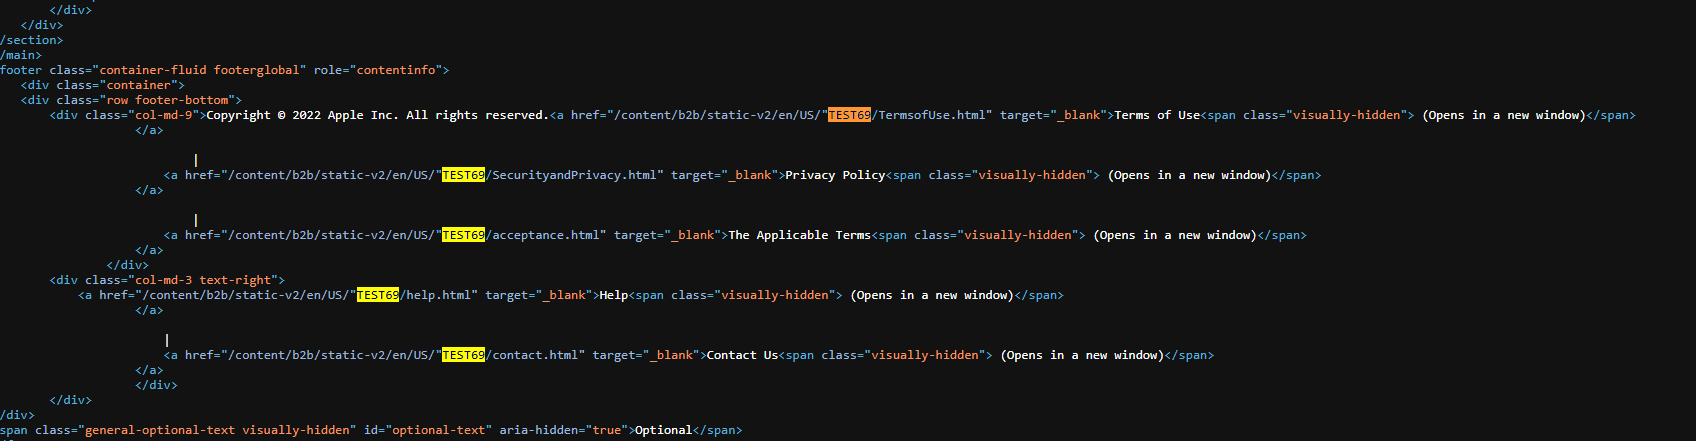 </div>
</div>
/section>
/main>
footer class="container-fluid footerglobal" role="contentinfo">
<div class="container">
<div class="row footer-bottom">
<div class="col-md-9">Copyright © 2022 Apple Inc. All rights reserved.<a href="/content/b2b/static-v2/en/US/"TEST69/TermsofUse.html" target="_blank">Terms of Use<span class="visually-hidden"> (Opens in a new window)</span>
</a>
|
<a href="/content/b2b/static-v2/en/US/"TEST69/SecurityandPrivacy.html" target="_blank">Privacy Policy<span class="visually-hidden"> (Opens in a new window)</span>
</a>
|
<a href="/content/b2b/static-v2/en/US/"TEST69/acceptance.html" target="_blank">The Applicable Terms<span class="visually-hidden"> (Opens in a new window)</span>
</a>
</div>
<div class="col-md-3 text-right">
<a href="/content/b2b/static-v2/en/US/"TEST69/help.html" target="_blank">Help<span class="visually-hidden"> (Opens in a new window)</span>
</a>
|
<a href="/content/b2b/static-v2/en/US/"TEST69/contact.html" target="_blank">Contact Us<span class="visually-hidden"> (Opens in a new window)</span>
</a>
</div>
</div>
/div>
span class="general-optional-text visually-hidden" id="optional-text" aria-hidden="true">Optional</span>